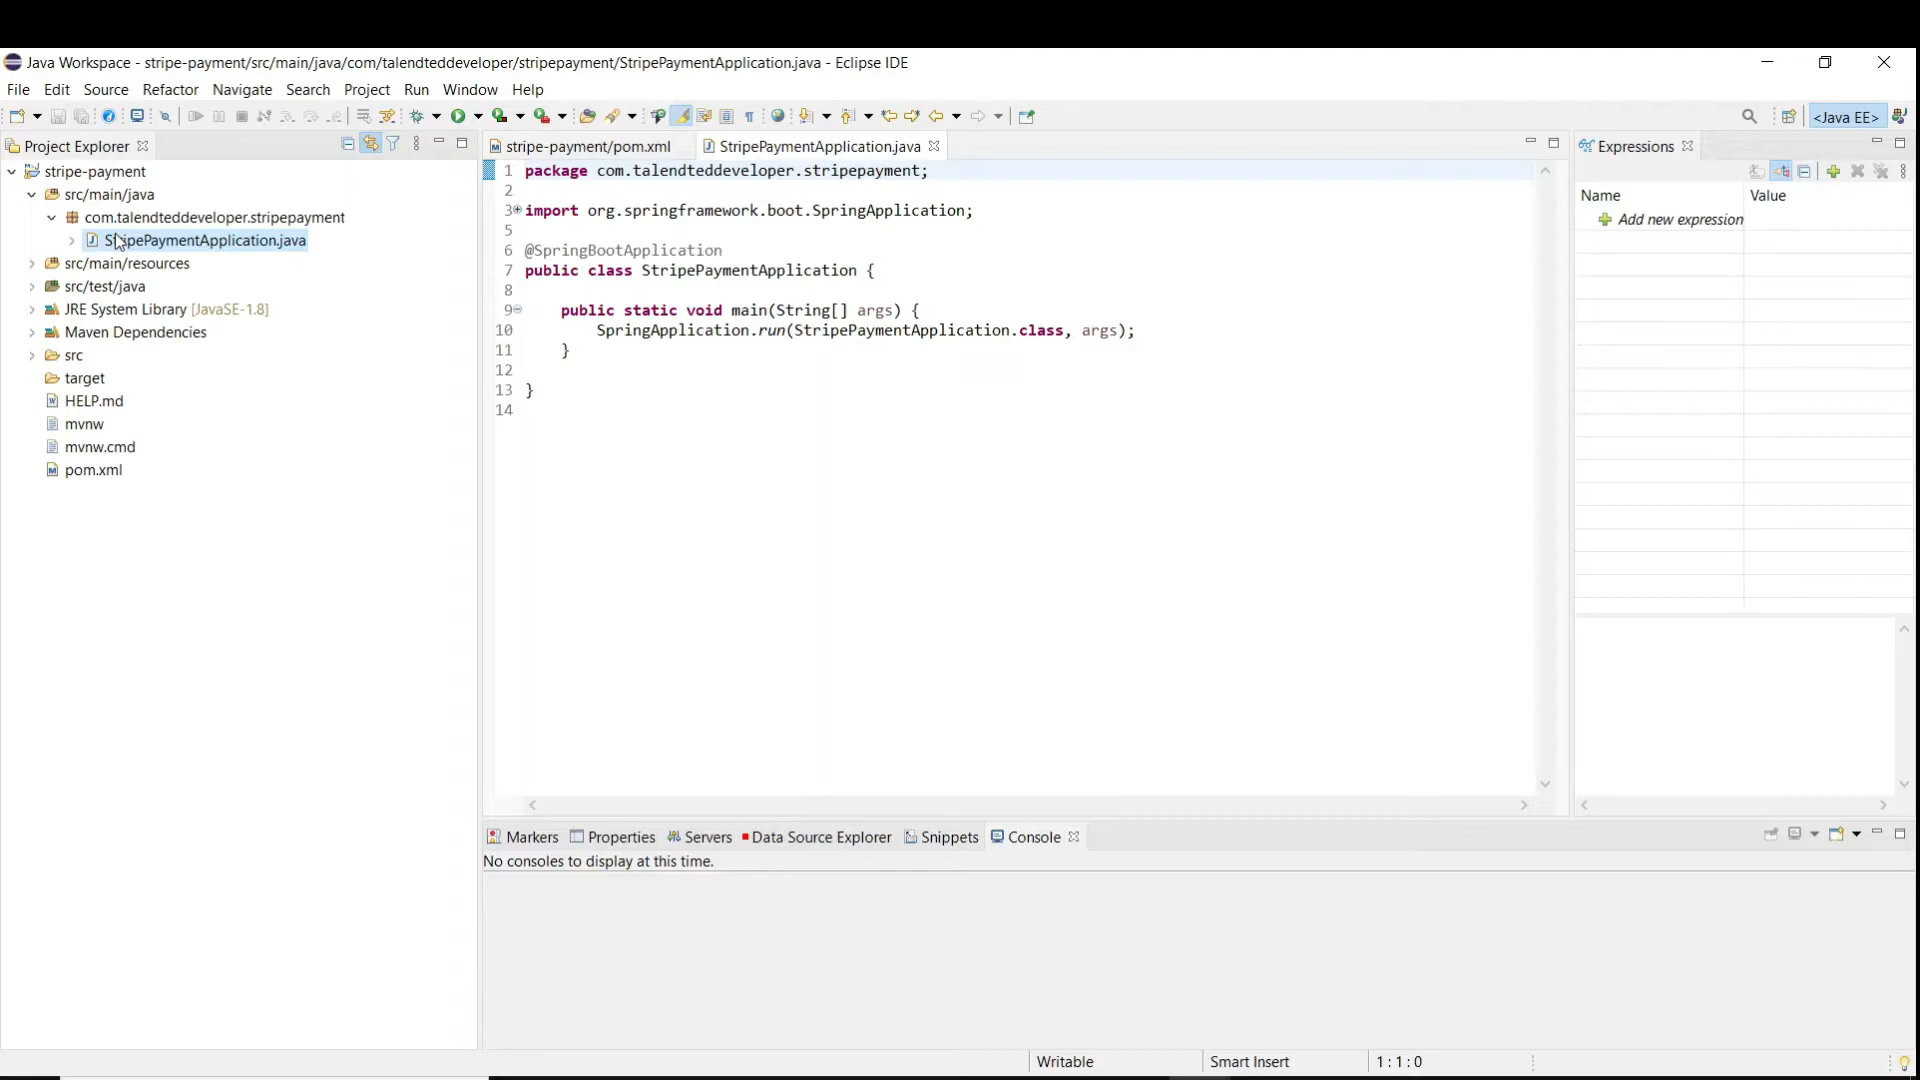 Java Workspace - stripe-payment/src/main/java/com/talendteddeveloper/stripepayment/StripePaymentApplication.java - Eclipse IDE
File Edit Source Refactor Navigate Search Project Run Window Help
<Java EE>
Project Explorer
stripe-payment
src/main/java
com.talendteddeveloper.stripepayment
StripePaymentApplication.java
src/main/resources
src/test/java
JRE System Library [JavaSE-1.8]
Maven Dependencies
src
target
HELP.md
mvnw
mvnw.cmd
pom.xml
stripe-payment/pom.xml StripePaymentApplication.java
1 package com.talendteddeveloper.stripepayment;
2
3 import org.springframework.boot.SpringApplication;
5
6 @SpringBootApplication
7 public class StripePaymentApplication {
8
9 public static void main(String[] args) {
10 SpringApplication.run(StripePaymentApplication.class, args);
11 }
12
13 }
14
Expressions
Name Value
Add new expression
Markers Properties Servers Data Source Explorer Snippets Console
No consoles to display at this time.
Writable Smart Insert 1 : 1 : 0